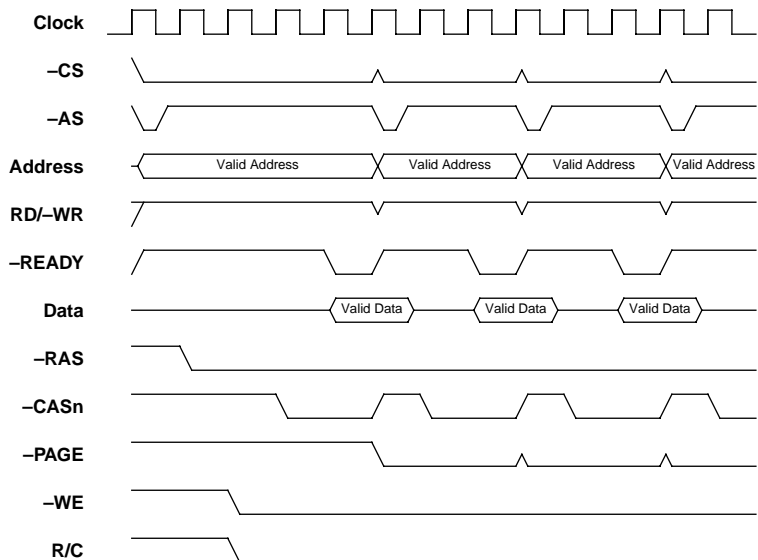 Clock
–CS
–AS
Address Valid Address Valid Address Valid Address Valid Address
RD/–WR
–READY
Data Valid Data Valid Data Valid Data
–RAS
–CASn
–PAGE
–WE
R/C